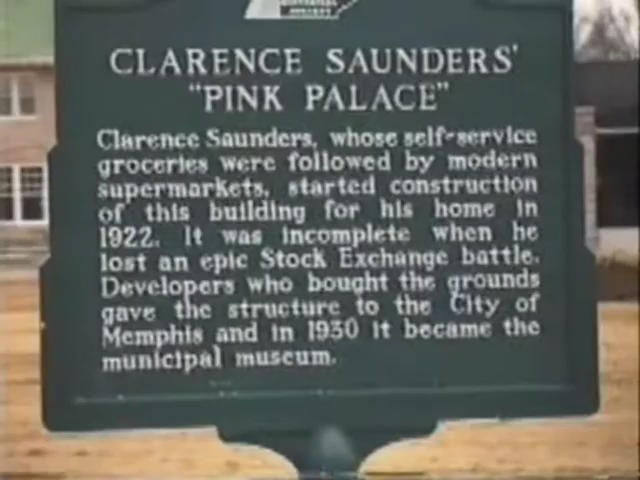 CLARENCE SAUNDERS'
"PINK PALACE"
Clarence Saunders, whose self-service
groceries were followed by modern
supermarkets, started construction
of this building for his home in
1922. It was incomplete when he
lost an epic Stock Exchange battle.
Developers who bought the grounds
gave the structure to the City of
Memphis and in 1930 it became the
municipal museum.